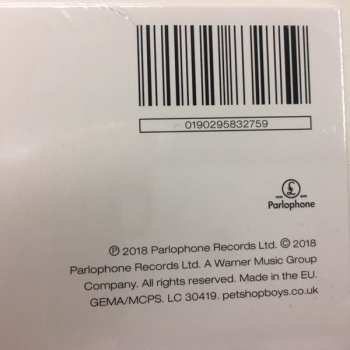 0190295832759
£
Parlophone
℗ 2018 Parlophone Records Ltd. © 2018
Parlophone Records Ltd. A Warner Music Group
Company. All rights reserved. Made in the EU.
GEMA/MCPS. LC 30419. petshopboys.co.uk